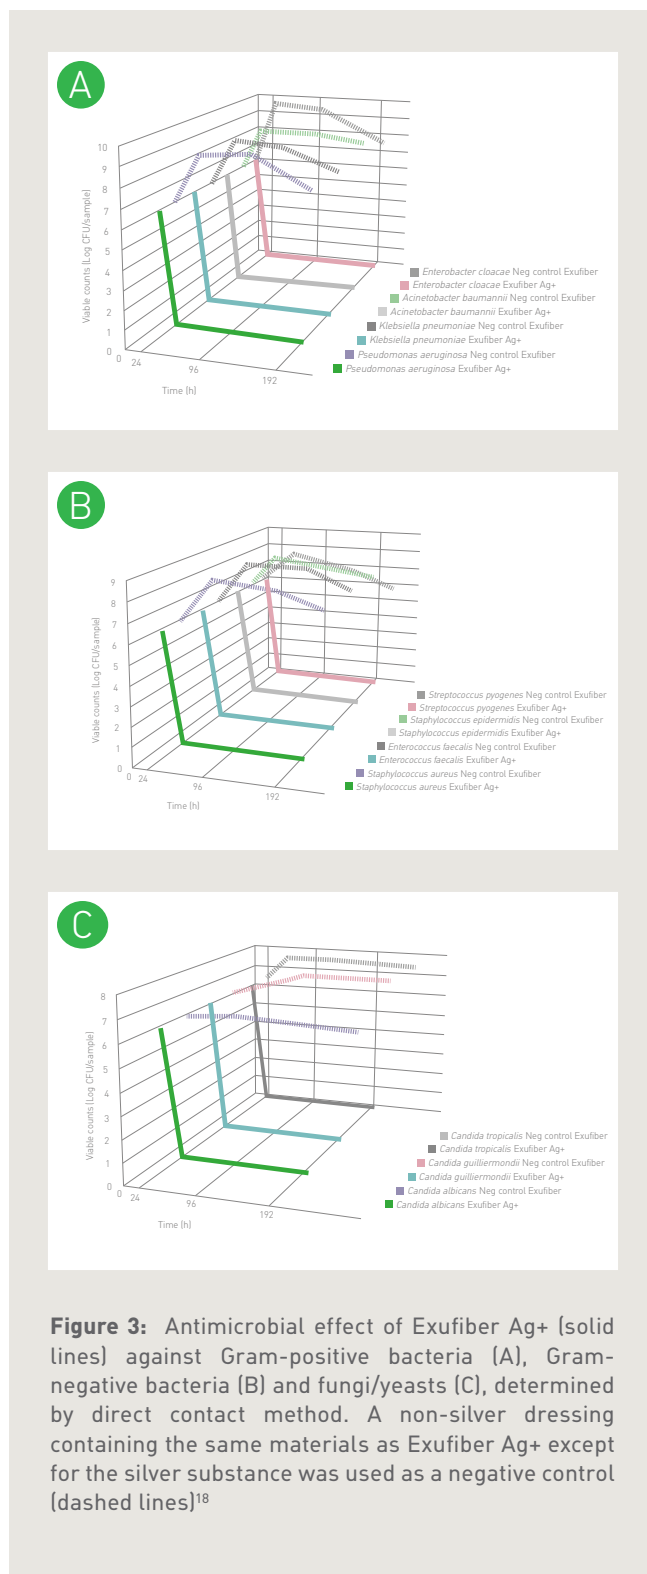 A
10
9
8
7
6
5
4
3
2
1
0
Viable counts (Log CFU/sample)
0
24
96
192
Time (h)
Enterobacter cloacae Neg control Exufiber
Enterobacter cloacae Exufiber Ag+
Acinetobacter baumannii Neg control Exufiber
Acinetobacter baumannii Exufiber Ag+
Klebsiella pneumoniae Neg control Exufiber
Klebsiella pneumoniae Exufiber Ag+
Pseudomonas aeruginosa Neg control Exufiber
Pseudomonas aeruginosa Exufiber Ag+
B
9
8
7
6
5
4
3
2
1
0
Viable counts (Log CFU/sample)
0
24
96
192
Time (h)
Streptococcus pyogenes Neg control Exufiber
Streptococcus pyogenes Exufiber Ag+
Staphylococcus epidermidis Neg control Exufiber
Staphylococcus epidermidis Exufiber Ag+
Enterococcus faecalis Neg control Exufiber
Enterococcus faecalis Exufiber Ag+
Staphylococcus aureus Neg control Exufiber
Staphylococcus aureus Exufiber Ag+
C
8
7
6
5
4
3
2
1
0
Viable counts (Log CFU/sample)
0
24
96
192
Time (h)
Candida tropicalis Neg control Exufiber
Candida tropicalis Exufiber Ag+
Candida guilliermondii Neg control Exufiber
Candida guilliermondii Exufiber Ag+
Candida albicans Neg control Exufiber
Candida albicans Exufiber Ag+
Figure 3: Antimicrobial effect of Exufiber Ag+ (solid
lines) against Gram-positive bacteria (A), Gram-
negative bacteria (B) and fungi/yeasts (C), determined
by direct contact method. A non-silver dressing
containing the same materials as Exufiber Ag+ except
for the silver substance was used as a negative control
(dashed lines)¹⁸